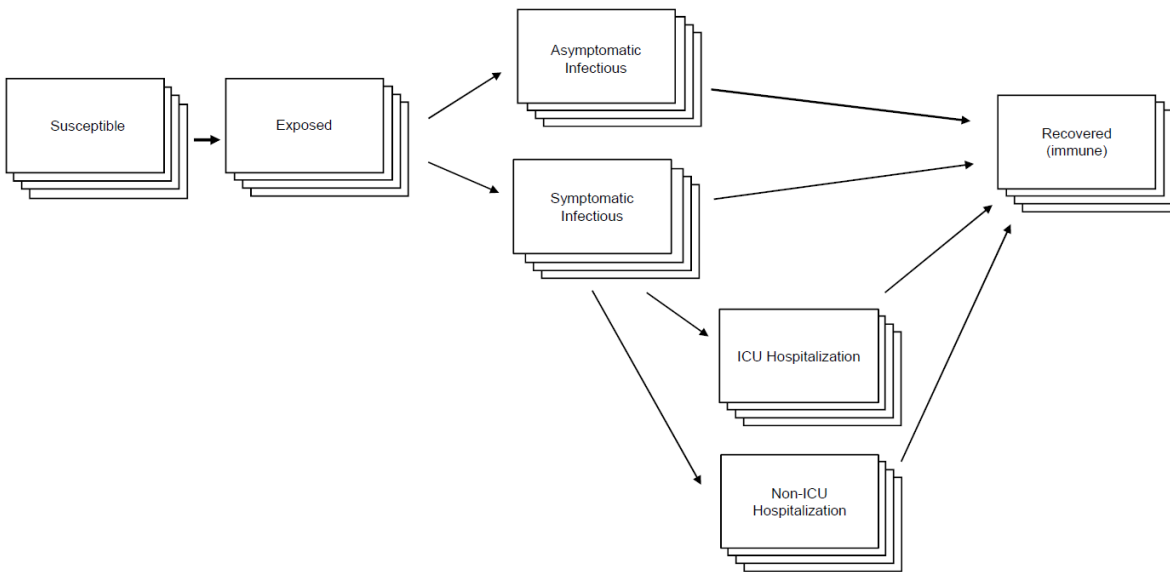 Susceptible
Exposed
Asymptomatic
Infectious
Symptomatic
Infectious
Recovered
(immune)
ICU Hospitalization
Non-ICU
Hospitalization